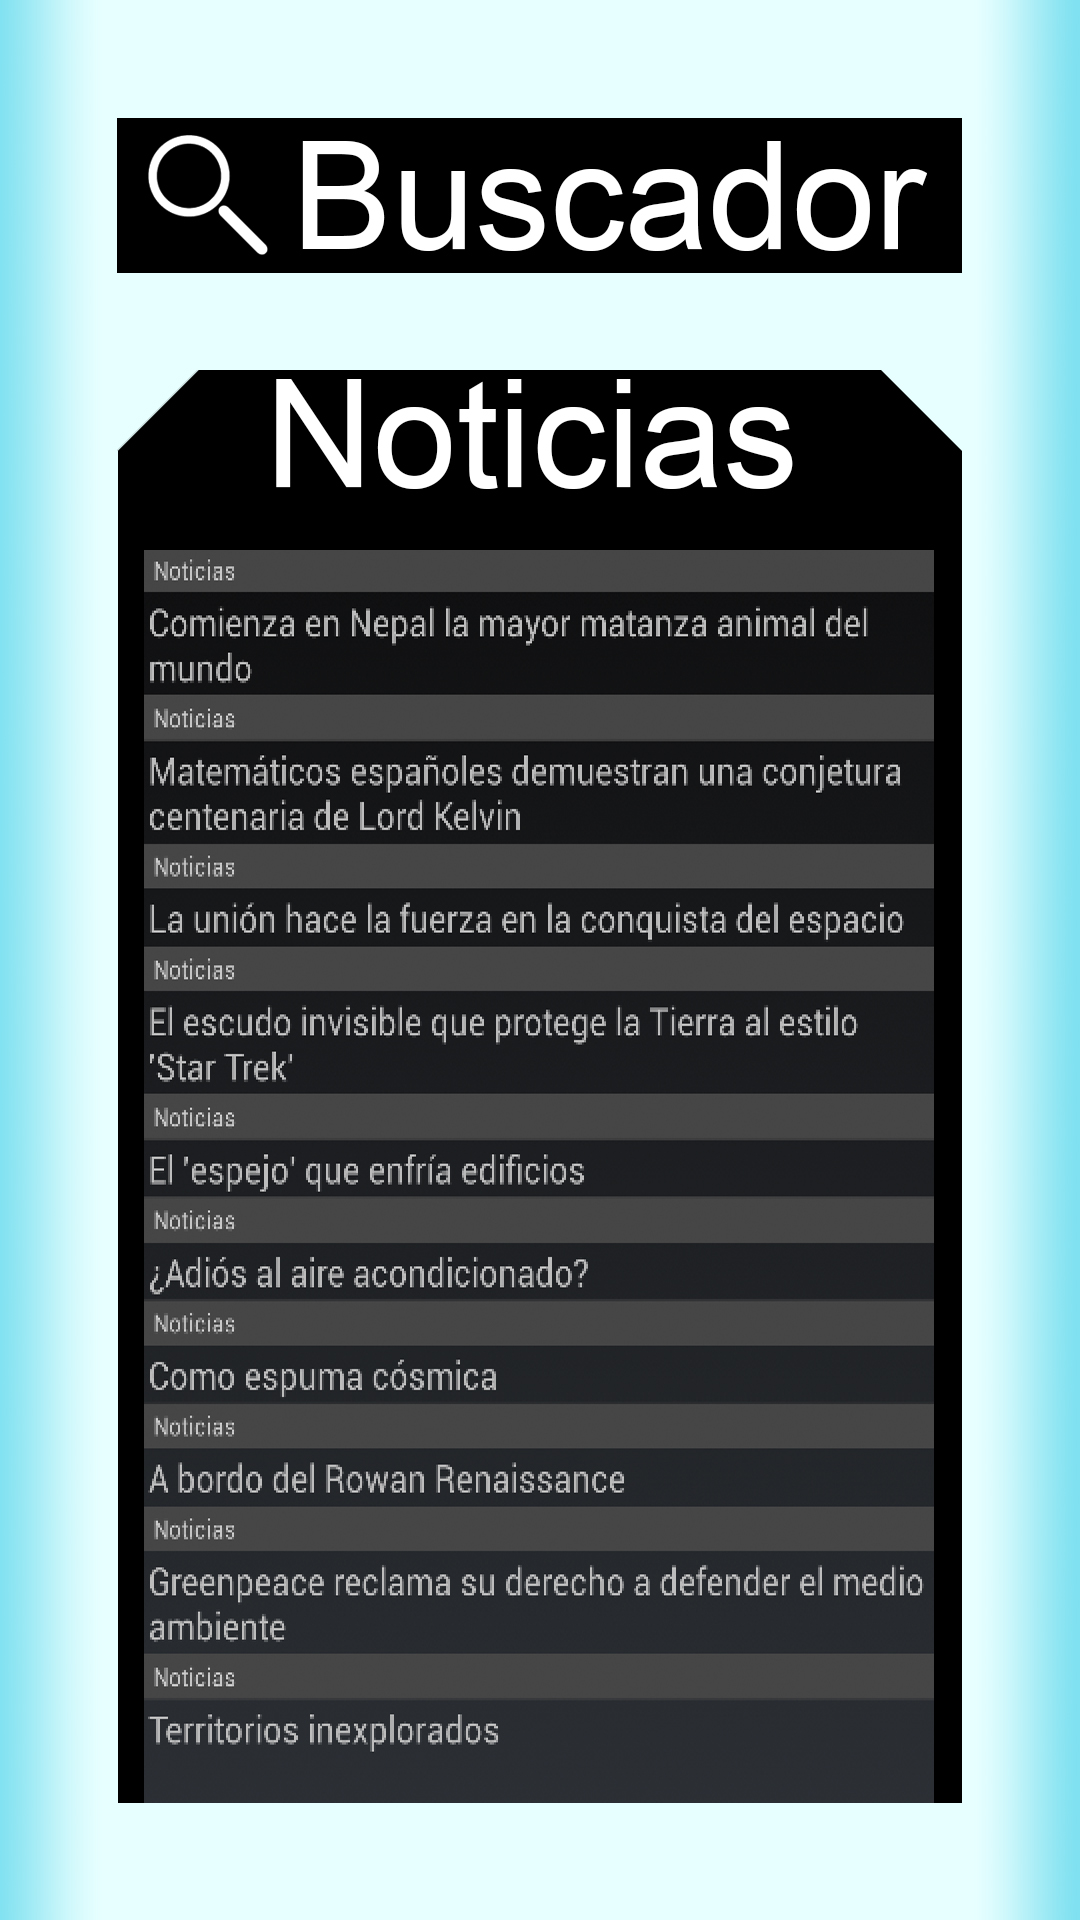 Buscador
Noticias
Noticias
Comienza en Nepal la mayor matanza animal del
mundo
Noticias
Matemáticos españoles demuestran una conjetura
centenaria de Lord Kelvin
Noticias
La unión hace la fuerza en la conquista del espacio
Noticias
El escudo invisible que protege la Tierra al estilo
'Star Trek'
Noticias
El 'espejo' que enfría edificios
Noticias
¿Adiós al aire acondicionado?
Noticias
Como espuma cósmica
Noticias
A bordo del Rowan Renaissance
Noticias
Greenpeace reclama su derecho a defender el medio
ambiente
Noticias
Territorios inexplorados